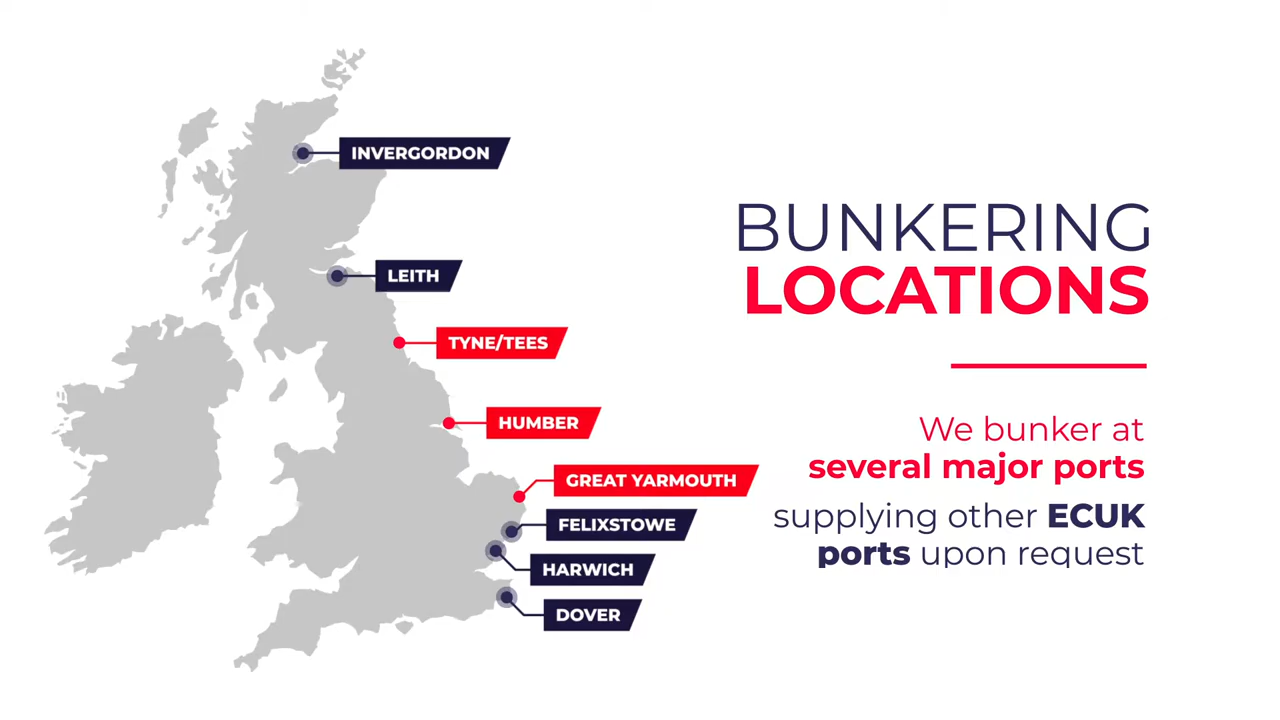 INVERGORDON
LEITH
TYNE/TEES
HUMBER
GREAT YARMOUTH
FELIXSTOWE
HARWICH
DOVER
BUNKERING
LOCATIONS
We bunker at
several major ports
supplying other ECUK
ports upon request